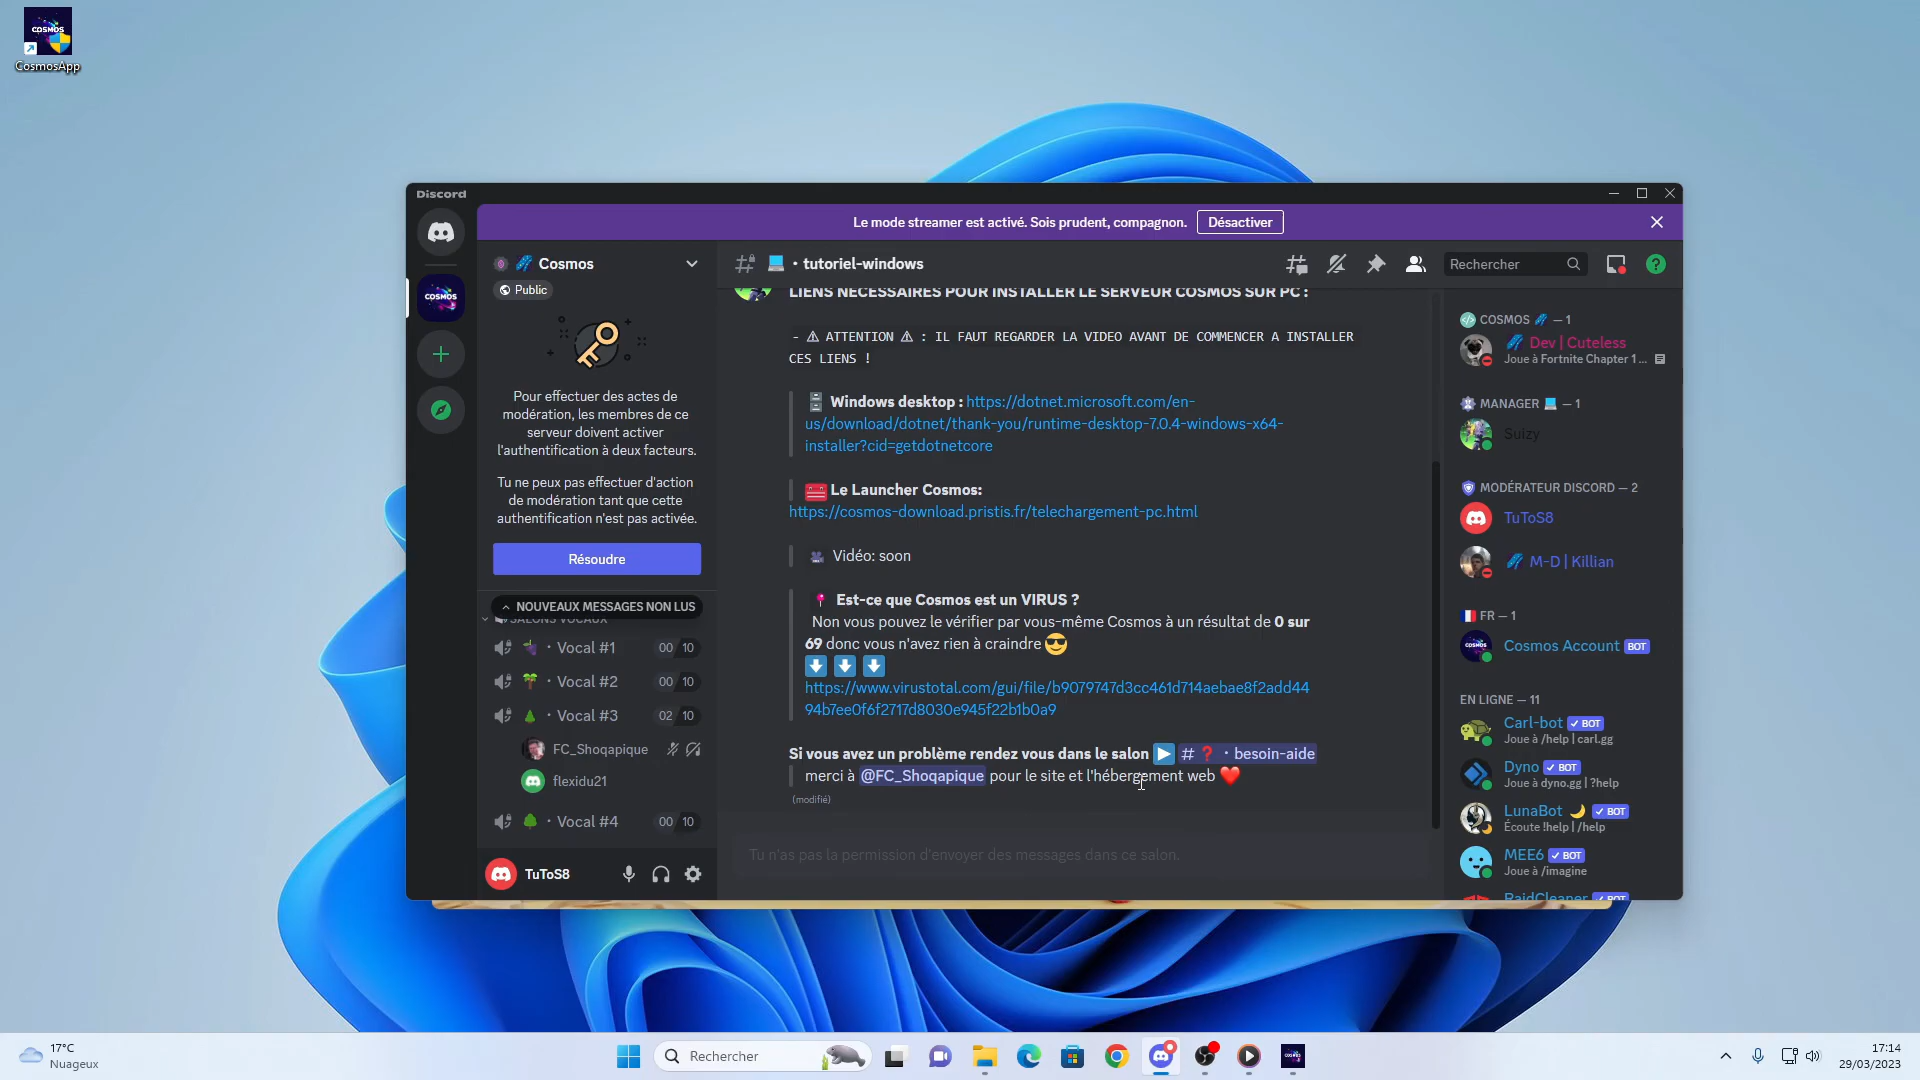 COSMOS
CosmosApp
Discord
Le mode streamer est activé. Sois prudent, compagnon.
Désactiver
Cosmos
Public
COSMOS
Pour effectuer des actes de
modération, les membres de ce
serveur doivent activer
l'authentification à deux facteurs.
Tu ne peux pas effectuer d'action
de modération tant que cette
authentification n'est pas activée.
Résoudre
NOUVEAUX MESSAGES NON LUS
SALONS VOCAUX
Vocal #1 00 10
Vocal #2 00 10
Vocal #3 02 10
FC_Shoqapique
flexidu21
Vocal #4 00 10
TuToS8
tutoriel-windows
Rechercher
LIENS NECESSAIRES POUR INSTALLER LE SERVEUR COSMOS SUR PC :
- ⚠ ATTENTION ⚠ : IL FAUT REGARDER LA VIDEO AVANT DE COMMENCER A INSTALLER
CES LIENS !
Windows desktop : https://dotnet.microsoft.com/en-
us/download/dotnet/thank-you/runtime-desktop-7.0.4-windows-x64-
installer?cid=getdotnetcore
Le Launcher Cosmos:
https://cosmos-download.pristis.fr/telechargement-pc.html
Vidéo: soon
Est-ce que Cosmos est un VIRUS ?
Non vous pouvez le vérifier par vous-même Cosmos à un résultat de 0 sur
69 donc vous n'avez rien à craindre 😎
⬇ ⬇ ⬇
https://www.virustotal.com/gui/file/b9079747d3cc461d714aebae8f2add44
94b7ee0f6f2717d8030e945f22b1b0a9
Si vous avez un problème rendez vous dans le salon ▶ # ❓ · besoin-aide
merci à @FC_Shoqapique pour le site et l'hébergement web ❤
(modifié)
Tu n'as pas la permission d'envoyer des messages dans ce salon.
COSMOS — 1
Dev | Cuteless
Joue à Fortnite Chapter 1 ...
MANAGER — 1
Suizy
MODÉRATEUR DISCORD — 2
TuToS8
M-D | Killian
FR — 1
Cosmos Account BOT
EN LIGNE — 11
Carl-bot ✓ BOT
Joue à /help | carl.gg
Dyno ✓ BOT
Joue à dyno.gg | ?help
LunaBot 🌙 ✓ BOT
Écoute !help | /help
MEE6 ✓ BOT
Joue à /imagine
RaidCleaner ✓ BOT
17°C
Nuageux
Rechercher
17:14
29/03/2023